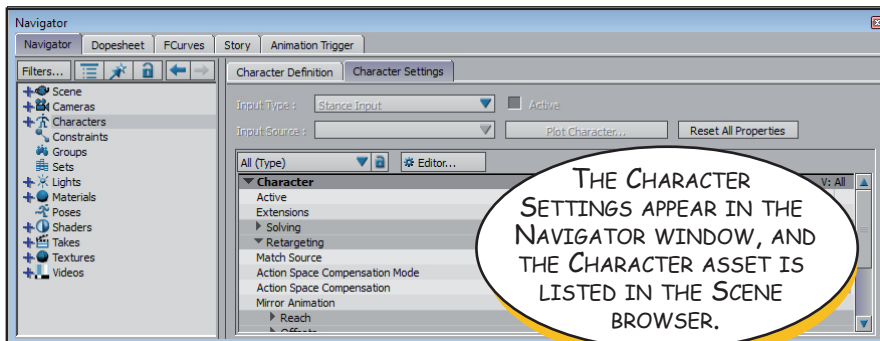 Navigator
Navigator Dopesheet FCurves Story Animation Trigger
Filters...
Scene
Cameras
Characters
Constraints
Groups
Sets
Lights
Materials
Poses
Shaders
Takes
Textures
Videos
Character Definition Character Settings
Input Type : Stance Input Active
Input Source : Plot Character... Reset All Properties
All (Type) Editor...
Character V: All
Active
Extensions
Solving
Retargeting
Match Source
Action Space Compensation Mode
Action Space Compensation
Mirror Animation
Reach
Offsets
THE CHARACTER
SETTINGS APPEAR IN THE
NAVIGATOR WINDOW, AND
THE CHARACTER ASSET IS
LISTED IN THE SCENE
BROWSER.